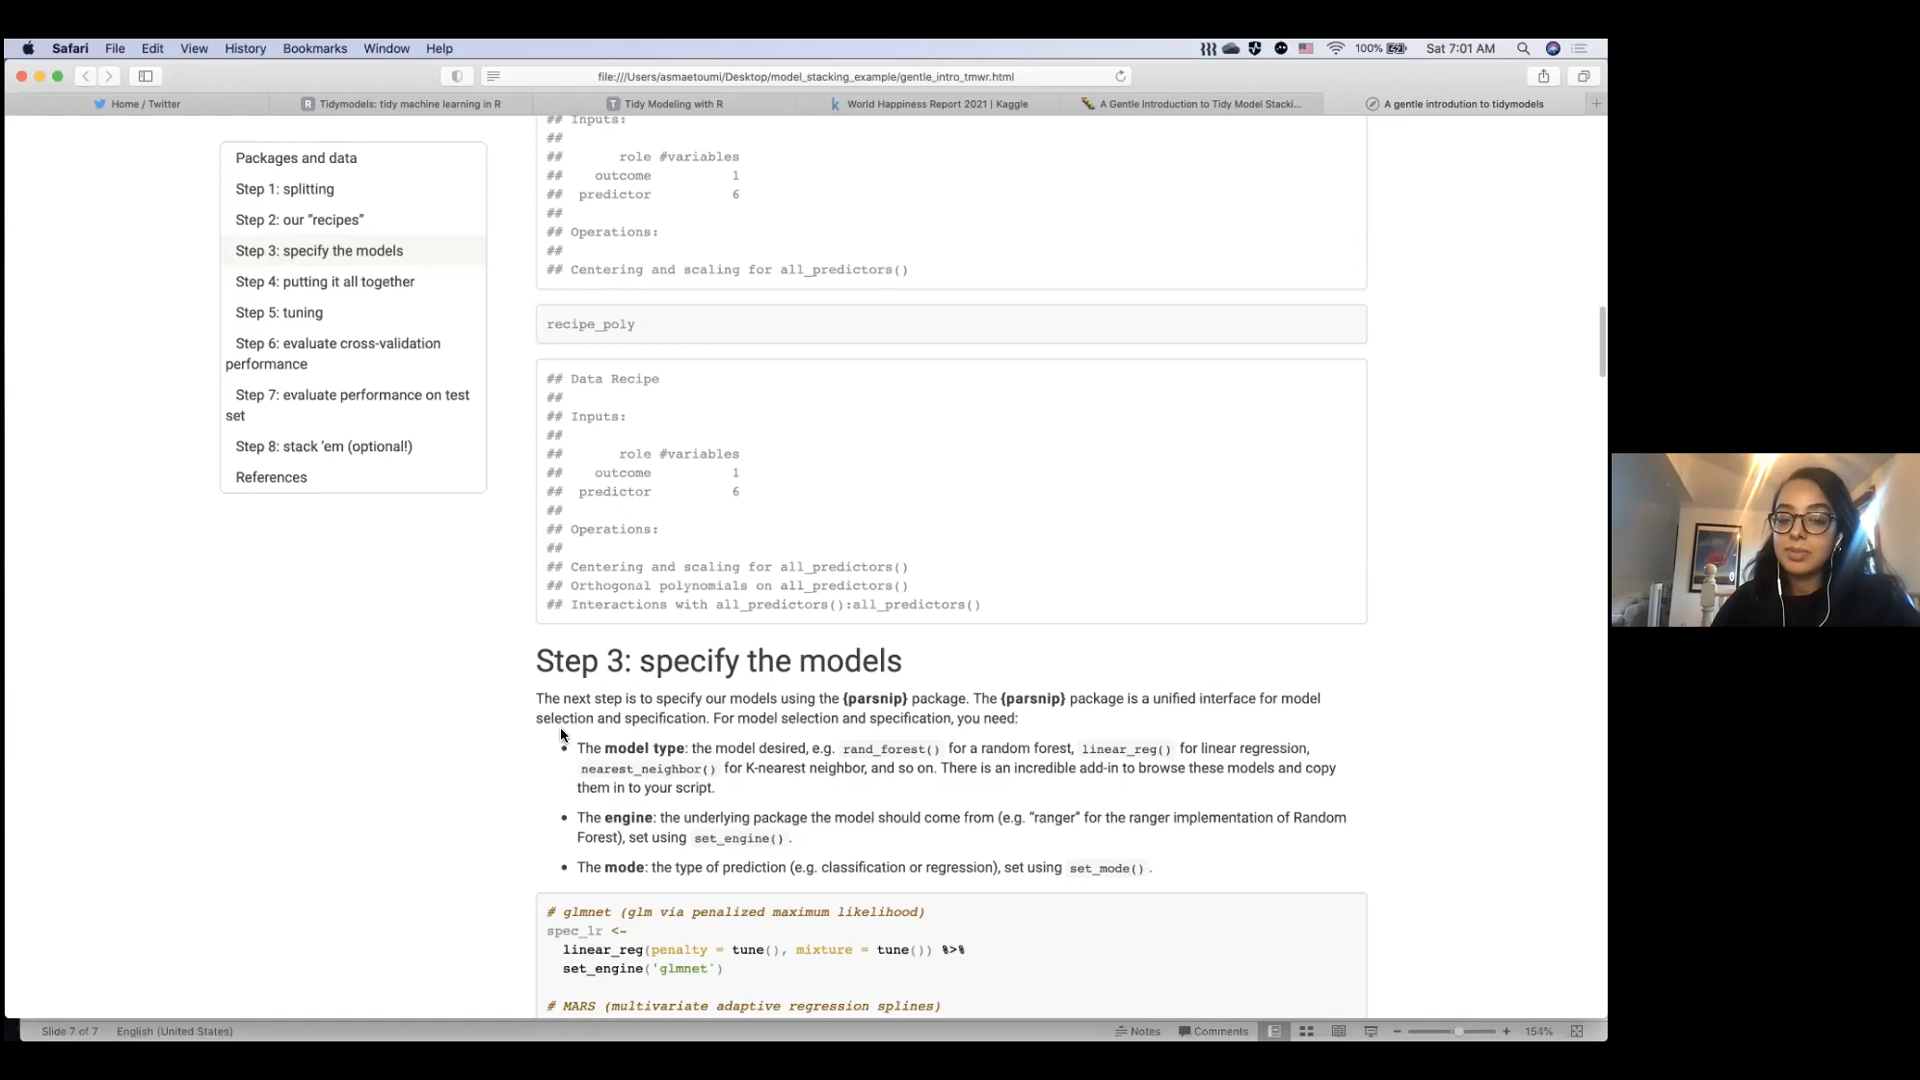 Safari File Edit View History Bookmarks Window Help 100% Sat 7:01 AM
file:///Users/asmaetoumi/Desktop/model_stacking_example/gentle_intro_tmwr.html
Home / Twitter
Tidymodels: tidy machine learning in R
Tidy Modeling with R
World Happiness Report 2021 | Kaggle
A Gentle Introduction to Tidy Model Stacki...
A gentle introdution to tidymodels
Packages and data
Step 1: splitting
Step 2: our "recipes"
Step 3: specify the models
Step 4: putting it all together
Step 5: tuning
Step 6: evaluate cross-validation
performance
Step 7: evaluate performance on test
set
Step 8: stack 'em (optional!)
References
## Inputs:
##
## role #variables
## outcome 1
## predictor 6
##
## Operations:
##
## Centering and scaling for all_predictors()
recipe_poly
## Data Recipe
##
## Inputs:
##
## role #variables
## outcome 1
## predictor 6
##
## Operations:
##
## Centering and scaling for all_predictors()
## Orthogonal polynomials on all_predictors()
## Interactions with all_predictors():all_predictors()
Step 3: specify the models
The next step is to specify our models using the {parsnip} package. The {parsnip} package is a unified interface for model
selection and specification. For model selection and specification, you need:
• The model type: the model desired, e.g. rand_forest() for a random forest, linear_reg() for linear regression,
nearest_neighbor() for K-nearest neighbor, and so on. There is an incredible add-in to browse these models and copy
them in to your script.
• The engine: the underlying package the model should come from (e.g. "ranger" for the ranger implementation of Random
Forest), set using set_engine() .
• The mode: the type of prediction (e.g. classification or regression), set using set_mode() .
# glmnet (glm via penalized maximum likelihood)
spec_lr <-
linear_reg(penalty = tune(), mixture = tune()) %>%
set_engine('glmnet')
# MARS (multivariate adaptive regression splines)
Slide 7 of 7 English (United States) Notes Comments 154%